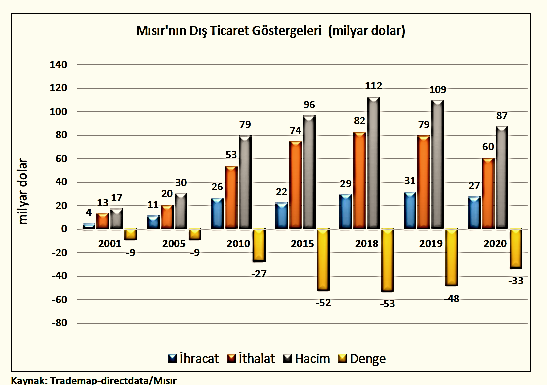 Mısır'nın Dış Ticaret Göstergeleri (milyar dolar)
milyar dolar
140
120
100
80
60
40
20
0
-20
-40
-60
-80
4 13 17 -9
11 20 30 -9
26 53 79 -27
22 74 96 -52
29 82 112 -53
31 79 109 -48
27 60 87 -33
2001 2005 2010 2015 2018 2019 2020
İhracat İthalat Hacim Denge
Kaynak: Trademap-directdata/Mısır